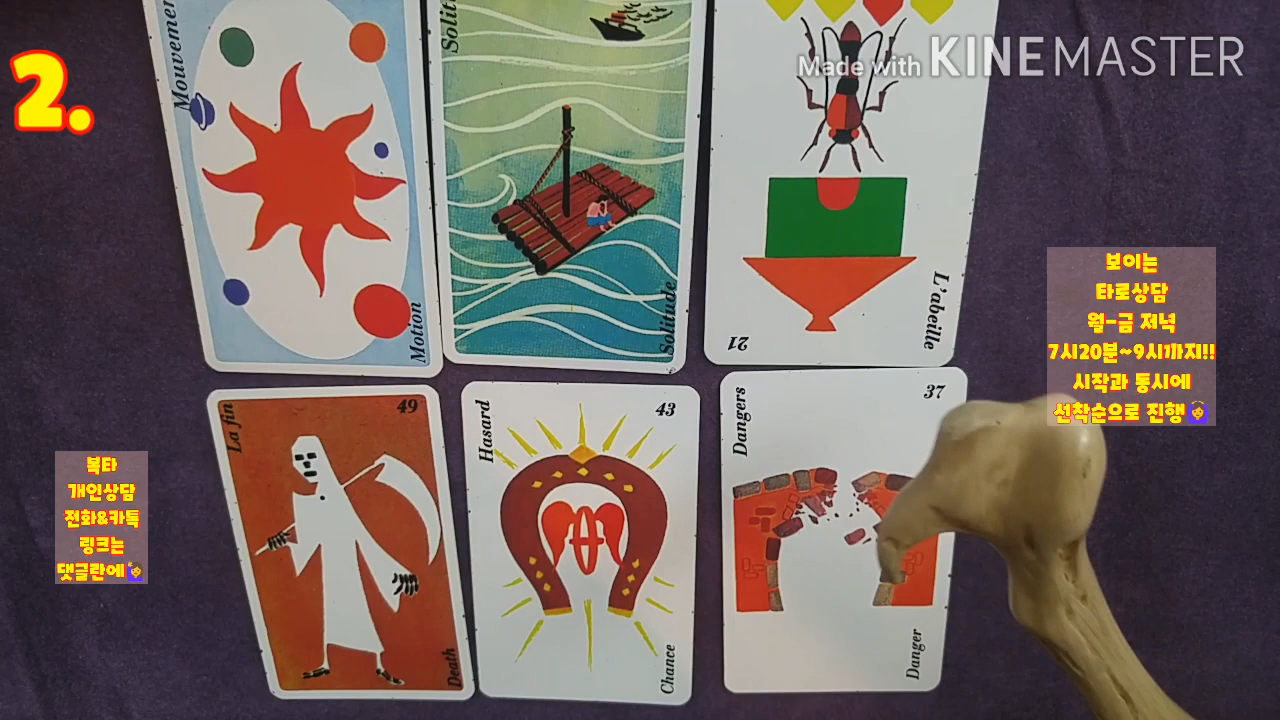 2.
Mouvement
Motion
Solitude
L'abeille
21
Made with KINEMASTER
La fin
49
Death
Hasard
43
Chance
Dangers
37
Danger
보이는
타로상담
월-금 저녁
7시20분~9시까지!!
시작과 동시에
선착순으로 진행
복타
개인상담
전화&카톡
링크는
댓글란에